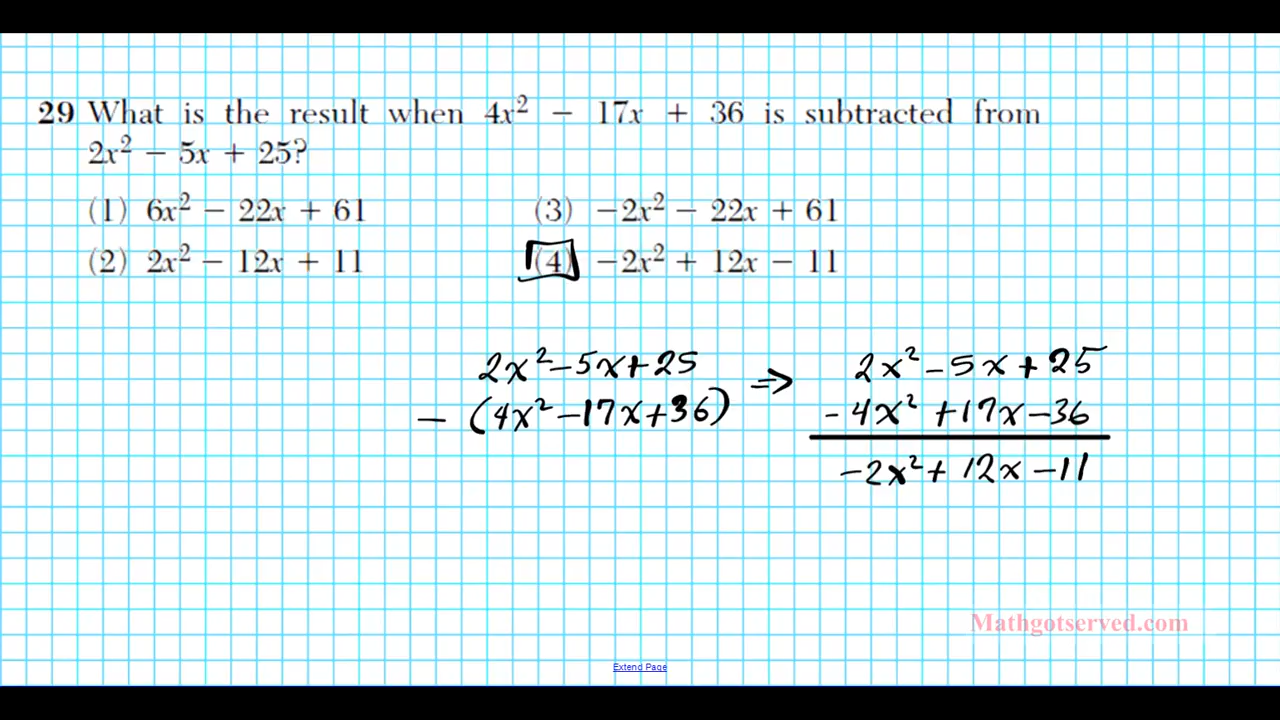 29 What is the result when 4x² − 17x + 36 is subtracted from
2x² − 5x + 25?
(1) 6x² − 22x + 61
(3) −2x² − 22x + 61
(2) 2x² − 12x + 11
(4) −2x² + 12x − 11
2x² − 5x + 25 ⇒ 2x² − 5x + 25
− (4x² − 17x + 36) − 4x² + 17x − 36
−2x² + 12x − 11
Mathgotserved.com
Extend Page